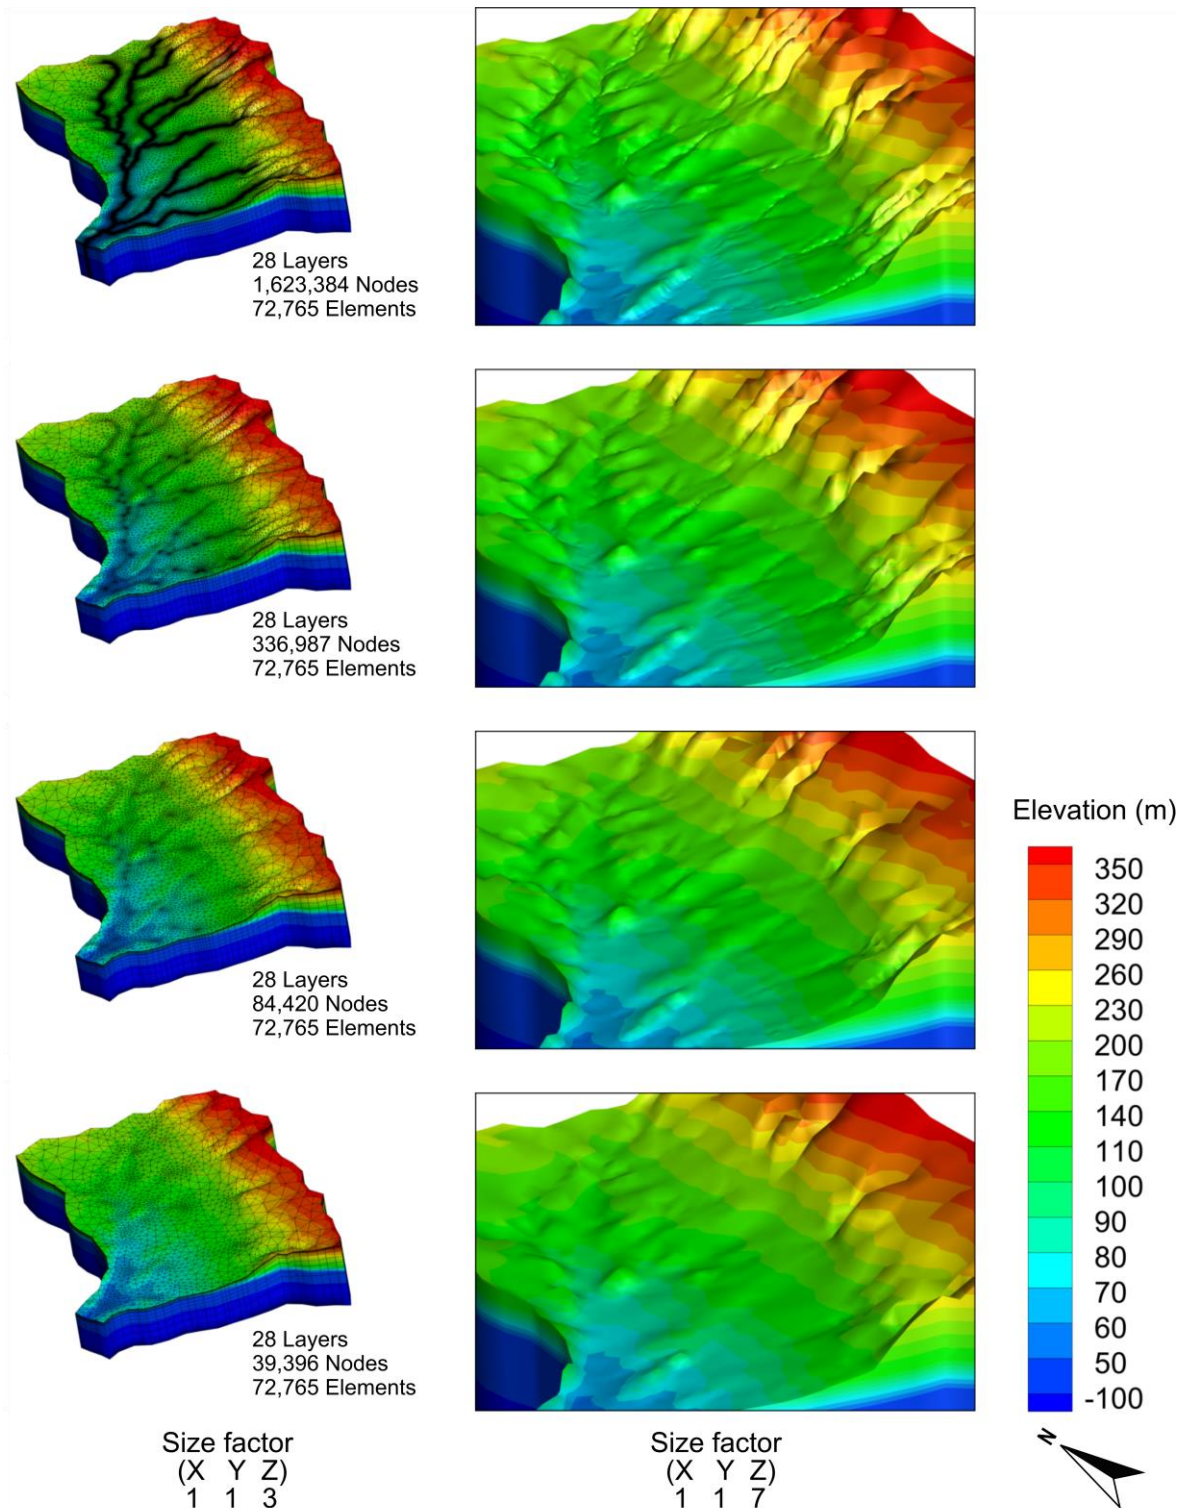 28 Layers
1,623,384 Nodes
72,765 Elements
28 Layers
336,987 Nodes
72,765 Elements
28 Layers
84,420 Nodes
72,765 Elements
28 Layers
39,396 Nodes
72,765 Elements
Elevation (m)
350
320
290
260
230
200
170
140
110
100
90
80
70
60
50
-100
N
Size factor
(X Y Z)
1 1 3
Size factor
(X Y Z)
1 1 7